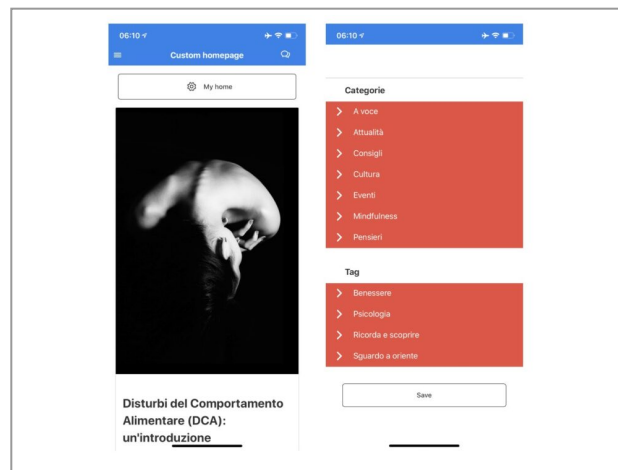 06:10
Custom homepage
My home
Disturbi del Comportamento
Alimentare (DCA):
un'introduzione
06:10
Categorie
A voce
Attualità
Consigli
Cultura
Eventi
Mindfulness
Pensieri
Tag
Benessere
Psicologia
Ricorda e scoprire
Sguardo a oriente
Save